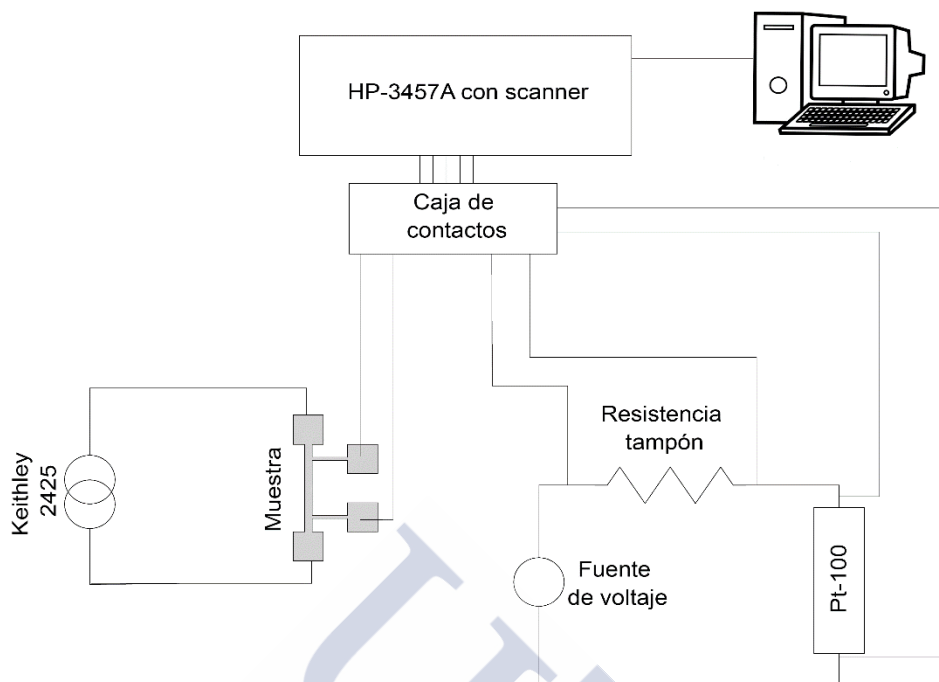 HP-3457A con scanner
Caja de
contactos
Keithley
2425
Muestra
Resistencia
tampón
Fuente
de voltaje
Pt-100